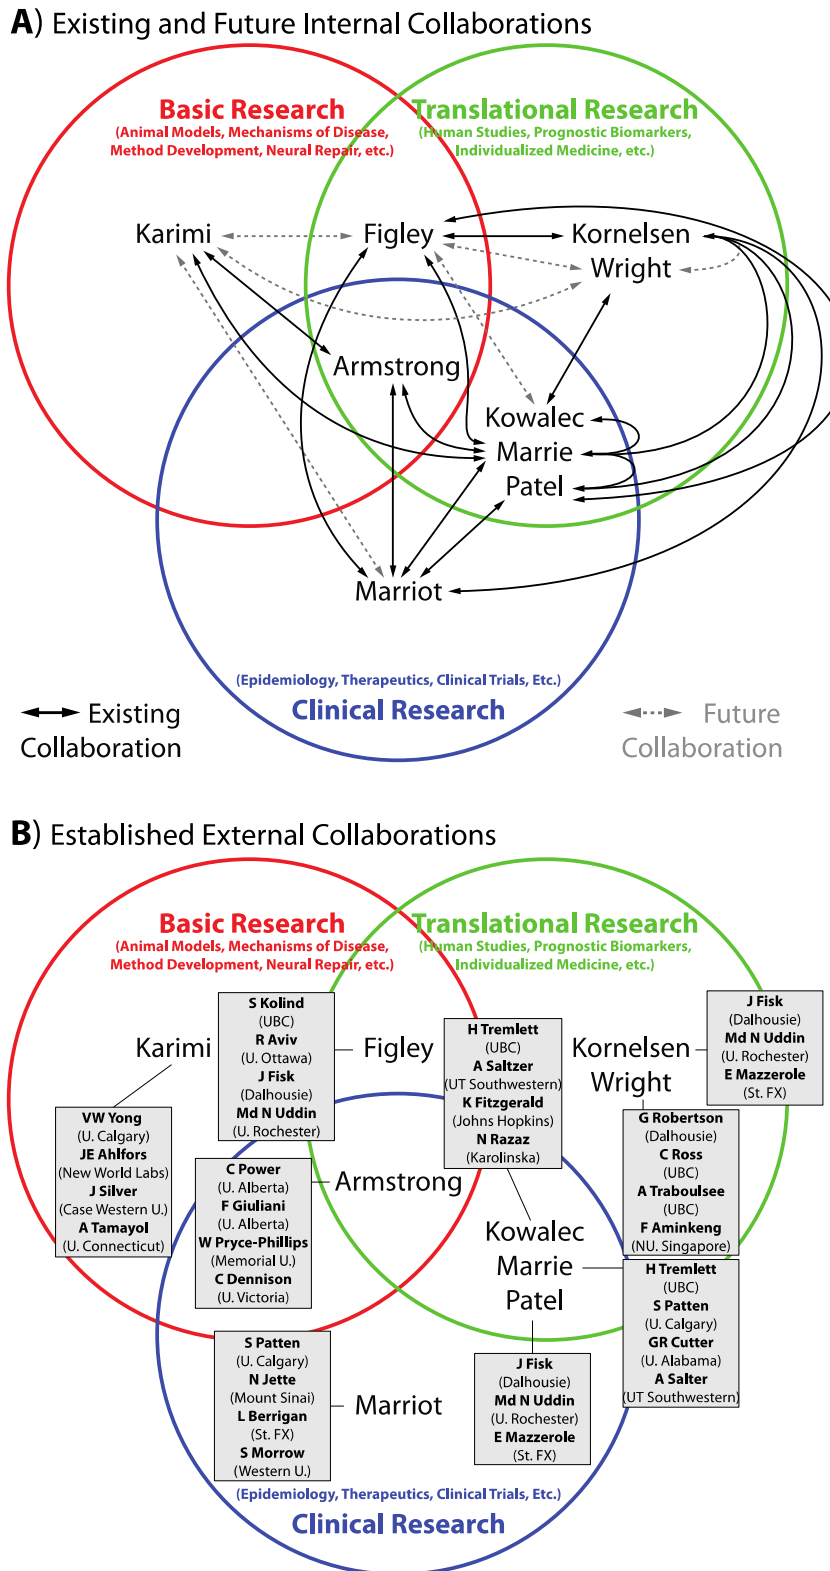 A) Existing and Future Internal Collaborations
Basic Research
(Animal Models, Mechanisms of Disease,
Method Development, Neural Repair, etc.)
Translational Research
(Human Studies, Prognostic Biomarkers,
Individualized Medicine, etc.)
Karimi
Figley
Kornelsen
Wright
Armstrong
Kowalec
Marrie
Patel
Marriot
(Epidemiology, Therapeutics, Clinical Trials, Etc.)
Clinical Research
Existing
Collaboration
Future
Collaboration
B) Established External Collaborations
Basic Research
(Animal Models, Mechanisms of Disease,
Method Development, Neural Repair, etc.)
Translational Research
(Human Studies, Prognostic Biomarkers,
Individualized Medicine, etc.)
Karimi
VW Yong
(U. Calgary)
JE Ahlfors
(New World Labs)
J Silver
(Case Western U.)
A Tamayol
(U. Connecticut)
S Kolind
(UBC)
R Aviv
(U. Ottawa)
J Fisk
(Dalhousie)
Md N Uddin
(U. Rochester)
Figley
H Tremlett
(UBC)
A Saltzer
(UT Southwestern)
K Fitzgerald
(Johns Hopkins)
N Razaz
(Karolinska)
Kornelsen
Wright
J Fisk
(Dalhousie)
Md N Uddin
(U. Rochester)
E Mazzerole
(St. FX)
G Robertson
(Dalhousie)
C Ross
(UBC)
A Traboulsee
(UBC)
F Aminkeng
(NU. Singapore)
C Power
(U. Alberta)
F Giuliani
(U. Alberta)
W Pryce-Phillips
(Memorial U.)
C Dennison
(U. Victoria)
Armstrong
Kowalec
Marrie
Patel
H Tremlett
(UBC)
S Patten
(U. Calgary)
GR Cutter
(U. Alabama)
A Salter
(UT Southwestern)
S Patten
(U. Calgary)
N Jette
(Mount Sinai)
L Berrigan
(St. FX)
S Morrow
(Western U.)
Marriot
J Fisk
(Dalhousie)
Md N Uddin
(U. Rochester)
E Mazzerole
(St. FX)
(Epidemiology, Therapeutics, Clinical Trials, Etc.)
Clinical Research